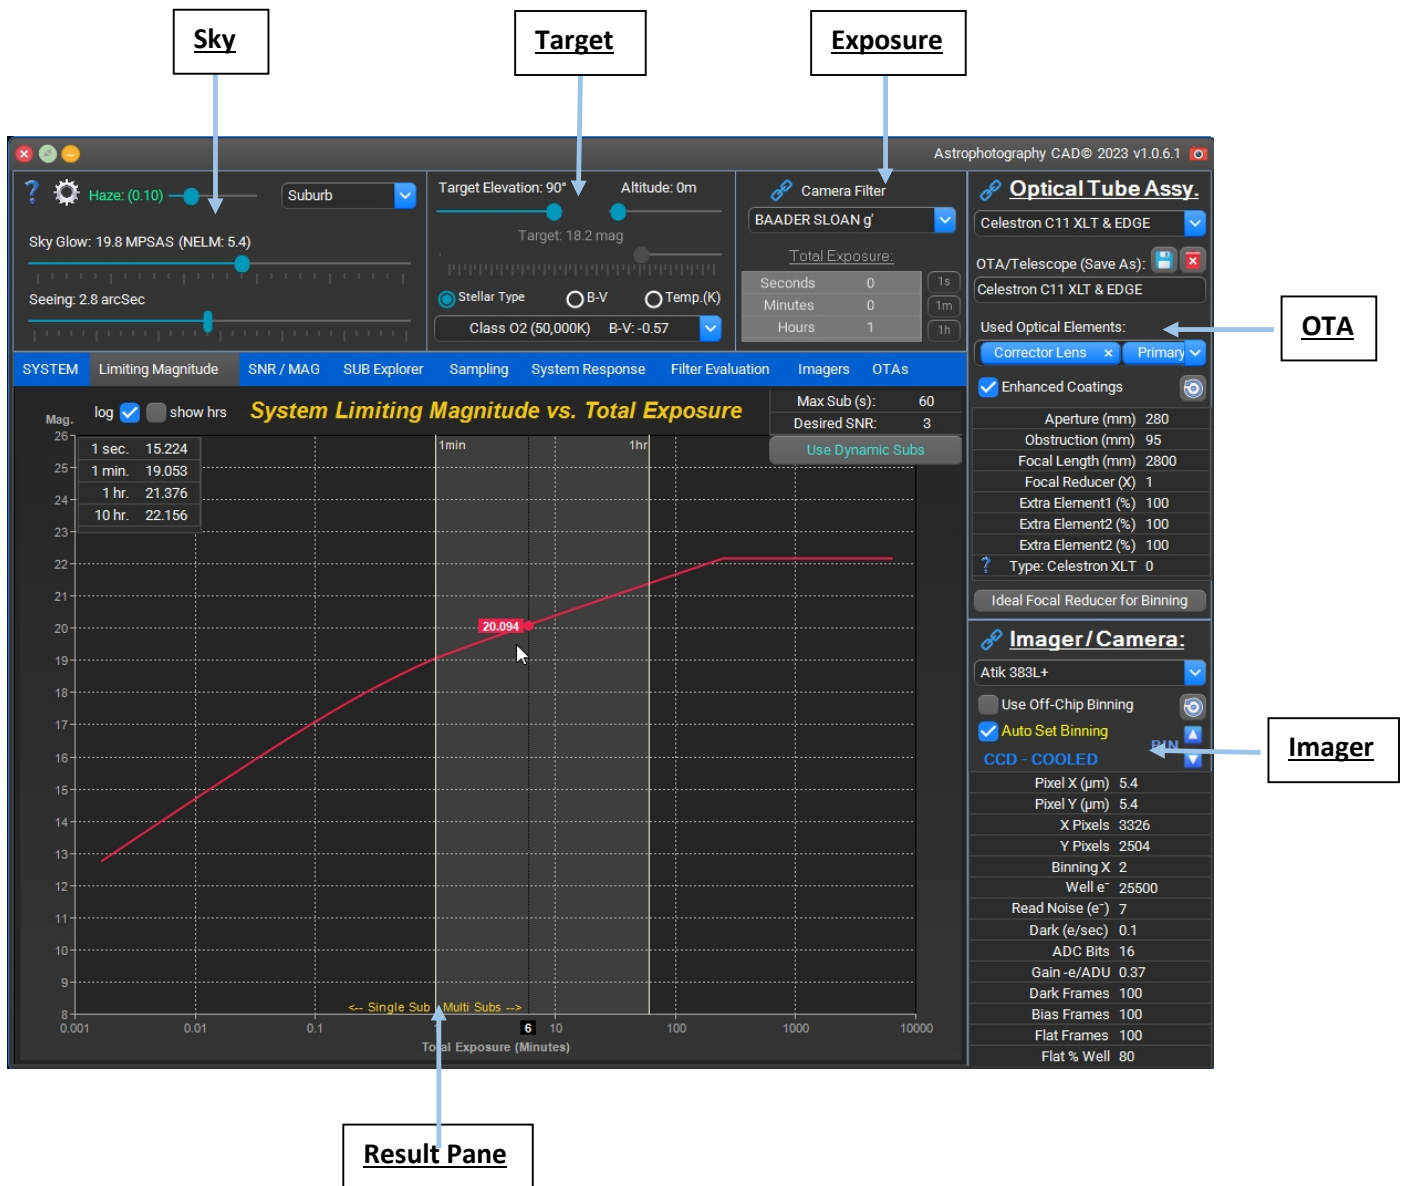 Sky
Target
Exposure
Astrophotography CAD© 2023 v1.0.6.1
? Haze: (0.10) Suburb
Sky Glow: 19.8 MPSAS (NELM: 5.4)
Seeing: 2.8 arcSec
Target Elevation: 90° Altitude: 0m
Target: 18.2 mag
Stellar Type B-V Temp.(K)
Class O2 (50,000K) B-V: -0.57
Camera Filter
BAADER SLOAN g'
Total Exposure:
Seconds 0 1s
Minutes 0 1m
Hours 1 1h
Optical Tube Assy.
Celestron C11 XLT & EDGE
OTA/Telescope (Save As):
Celestron C11 XLT & EDGE
Used Optical Elements:
Corrector Lens × Primary
Enhanced Coatings
Aperture (mm) 280
Obstruction (mm) 95
Focal Length (mm) 2800
Focal Reducer (X) 1
Extra Element1 (%) 100
Extra Element2 (%) 100
Extra Element2 (%) 100
? Type: Celestron XLT 0
Ideal Focal Reducer for Binning
OTA
SYSTEM Limiting Magnitude SNR / MAG SUB Explorer Sampling System Response Filter Evaluation Imagers OTAs
Mag. log show hrs System Limiting Magnitude vs. Total Exposure
Max Sub (s): 60
Desired SNR: 3
Use Dynamic Subs
1 sec. 15.224
1 min. 19.053
1 hr. 21.376
10 hr. 22.156
1min 1hr
26
25
24
23
22
21
20
19
18
17
16
15
14
13
12
11
10
9
8
20.094
<-- Single Sub Multi Subs -->
0.001 0.01 0.1 1 6 10 100 1000 10000
Total Exposure (Minutes)
Imager / Camera:
Atik 383L+
Use Off-Chip Binning
Auto Set Binning
BIN
CCD - COOLED
Pixel X (µm) 5.4
Pixel Y (µm) 5.4
X Pixels 3326
Y Pixels 2504
Binning X 2
Well e⁻ 25500
Read Noise (e⁻) 7
Dark (e/sec) 0.1
ADC Bits 16
Gain -e/ADU 0.37
Dark Frames 100
Bias Frames 100
Flat Frames 100
Flat % Well 80
Imager
Result Pane